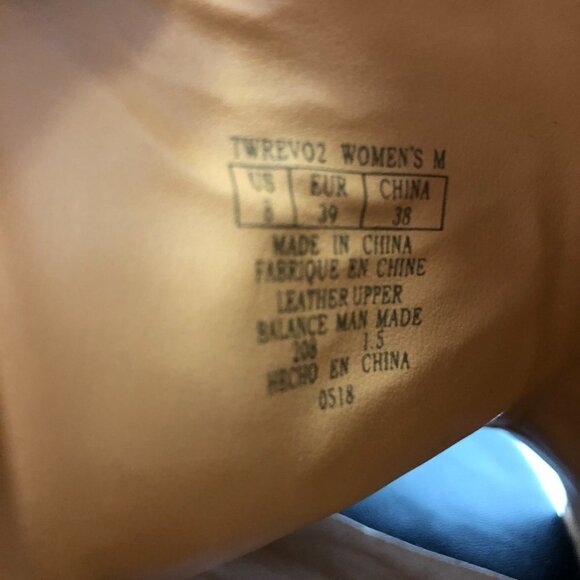 TWREVO2 WOMEN'S M
US EUR CHINA
8 39 38
MADE IN CHINA
FABRIQUE EN CHINE
LEATHER UPPER
BALANCE MAN MADE
208 1.5
HECHO EN CHINA
0518